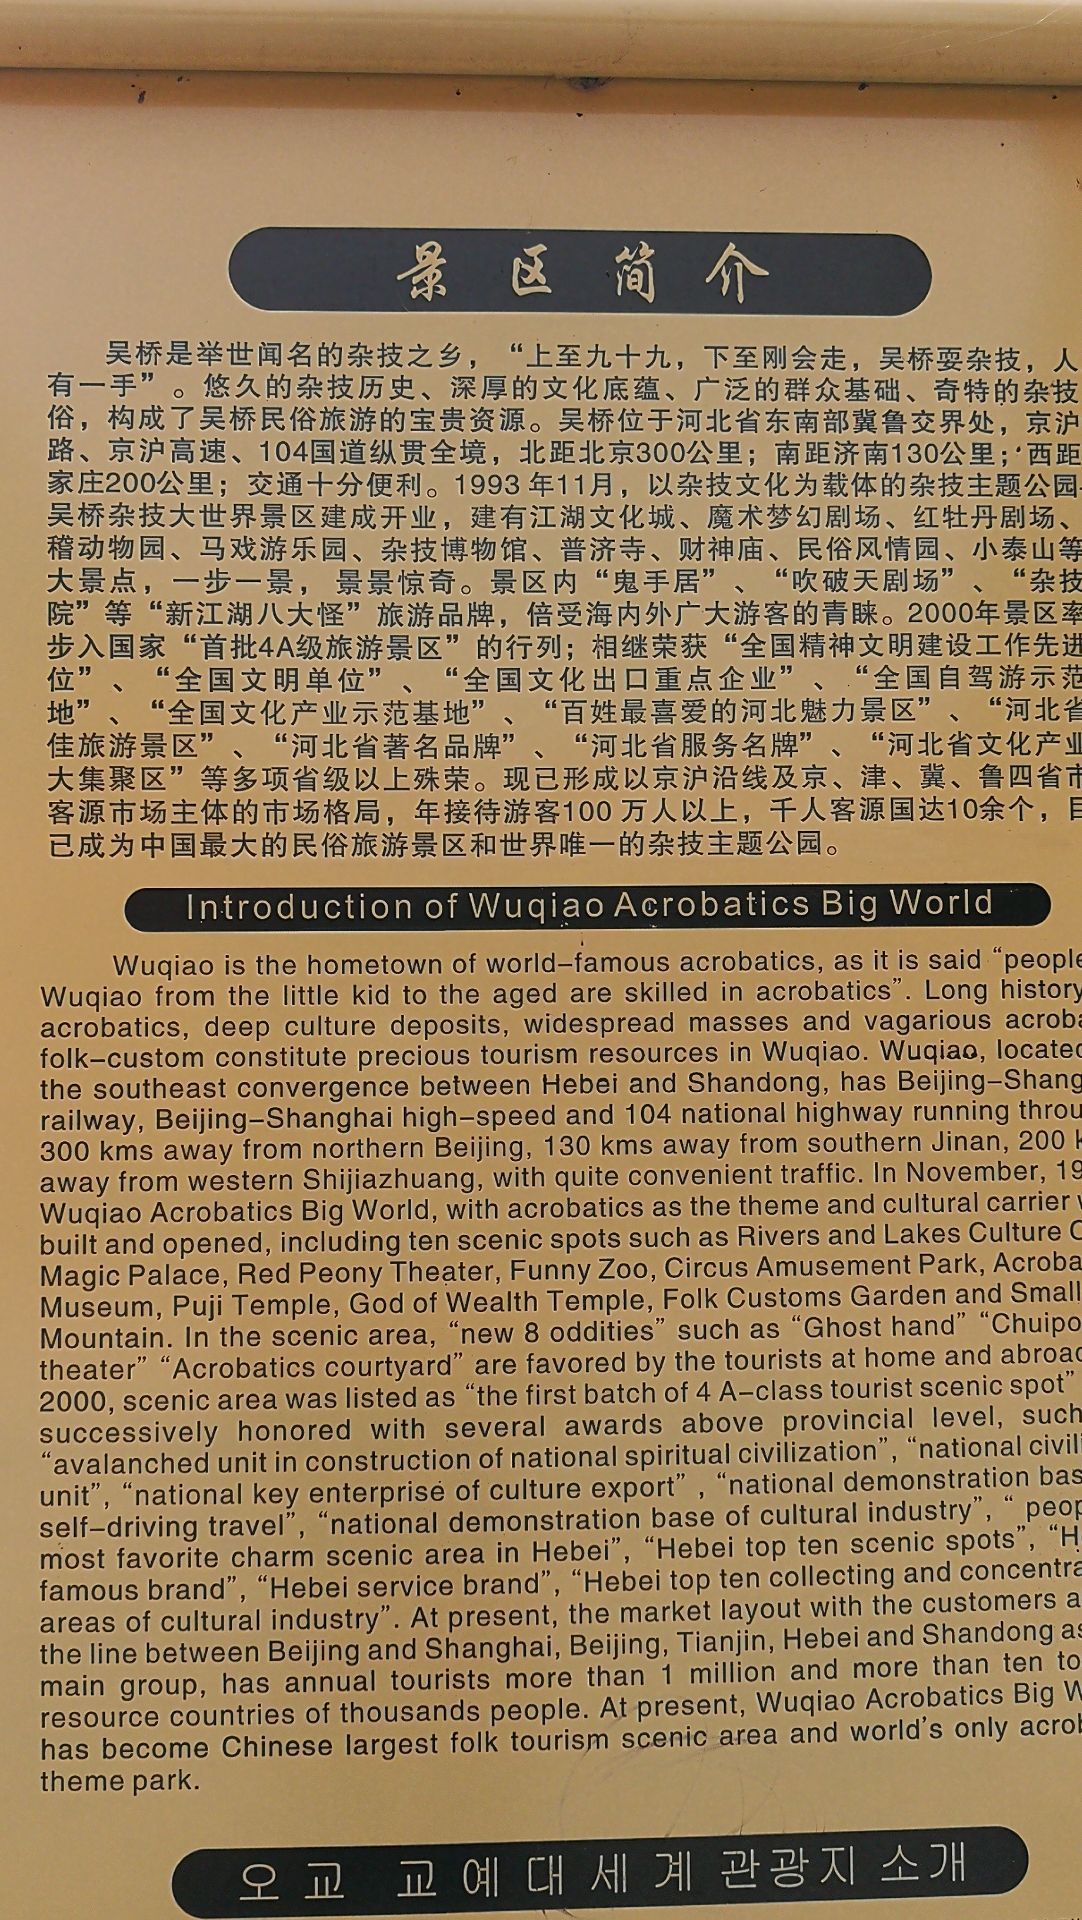 景区简介
吴桥是举世闻名的杂技之乡，“上至九十九，下至刚会走，吴桥耍杂技，人
有一手”。悠久的杂技历史、深厚的文化底蕴、广泛的群众基础、奇特的杂技
俗，构成了吴桥民俗旅游的宝贵资源。吴桥位于河北省东南部冀鲁交界处，京沪
路、京沪高速、104国道纵贯全境，北距北京300公里；南距济南130公里；西距
家庄200公里；交通十分便利。1993年11月，以杂技文化为载体的杂技主题公园
吴桥杂技大世界景区建成开业，建有江湖文化城、魔术梦幻剧场、红牡丹剧场、
稽动物园、马戏游乐园、杂技博物馆、普济寺、财神庙、民俗风情园、小泰山等
大景点，一步一景，景景惊奇。景区内“鬼手居”、“吹破天剧场”、“杂技
院”等“新江湖八大怪”旅游品牌，倍受海内外广大游客的青睐。2000年景区率
步入国家“首批4A级旅游景区”的行列；相继荣获“全国精神文明建设工作先进
位”、“全国文明单位”、“全国文化出口重点企业”、“全国自驾游示范
地”、“全国文化产业示范基地”、“百姓最喜爱的河北魅力景区”、“河北省
佳旅游景区”、“河北省著名品牌”、“河北省服务名牌”、“河北省文化产业
大集聚区”等多项省级以上殊荣。现已形成以京沪沿线及京、津、冀、鲁四省市
客源市场主体的市场格局，年接待游客100万人以上，千人客源国达10余个，目
已成为中国最大的民俗旅游景区和世界唯一的杂技主题公园。
Introduction of Wuqiao Acrobatics Big World
Wuqiao is the hometown of world–famous acrobatics, as it is said “people
Wuqiao from the little kid to the aged are skilled in acrobatics”. Long history
acrobatics, deep culture deposits, widespread masses and vagarious acroba
folk–custom constitute precious tourism resources in Wuqiao. Wuqiao, located
the southeast convergence between Hebei and Shandong, has Beijing–Shang
railway, Beijing–Shanghai high–speed and 104 national highway running throu
300 kms away from northern Beijing, 130 kms away from southern Jinan, 200 k
away from western Shijiazhuang, with quite convenient traffic. In November, 19
Wuqiao Acrobatics Big World, with acrobatics as the theme and cultural carrier w
built and opened, including ten scenic spots such as Rivers and Lakes Culture C
Magic Palace, Red Peony Theater, Funny Zoo, Circus Amusement Park, Acroba
Museum, Puji Temple, God of Wealth Temple, Folk Customs Garden and Small
Mountain. In the scenic area, “new 8 oddities” such as “Ghost hand” “Chuipo
theater” “Acrobatics courtyard” are favored by the tourists at home and abroad
2000, scenic area was listed as “the first batch of 4 A–class tourist scenic spot”
successively honored with several awards above provincial level, such
“avalanched unit in construction of national spiritual civilization”, “national civili
unit”, “national key enterprise of culture export” , “national demonstration bas
self–driving travel”, “national demonstration base of cultural industry”, “ peop
most favorite charm scenic area in Hebei”, “Hebei top ten scenic spots”, “H
famous brand”, “Hebei service brand”, “Hebei top ten collecting and concentra
areas of cultural industry”. At present, the market layout with the customers a
the line between Beijing and Shanghai, Beijing, Tianjin, Hebei and Shandong as
main group, has annual tourists more than 1 million and more than ten to
resource countries of thousands people. At present, Wuqiao Acrobatics Big W
has become Chinese largest folk tourism scenic area and world's only acrob
theme park.
오교 교예대세계 관광지 소개